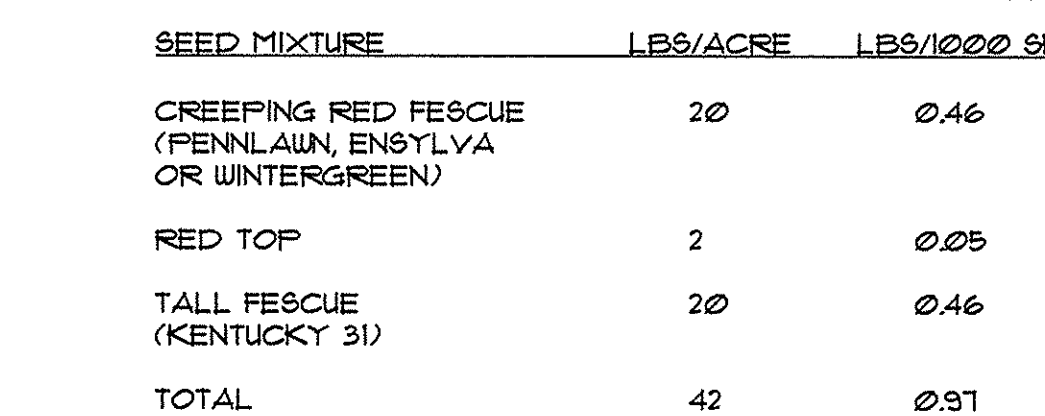 SEED MIXTURE LBS/ACRE LBS/1000 S
CREEPING RED FESCUE 20 0.46
(PENNLAWN, ENSYLVA
OR WINTERGREEN)
RED TOP 2 0.05
TALL FESCUE 20 0.46
(KENTUCKY 31)
TOTAL 42 0.97